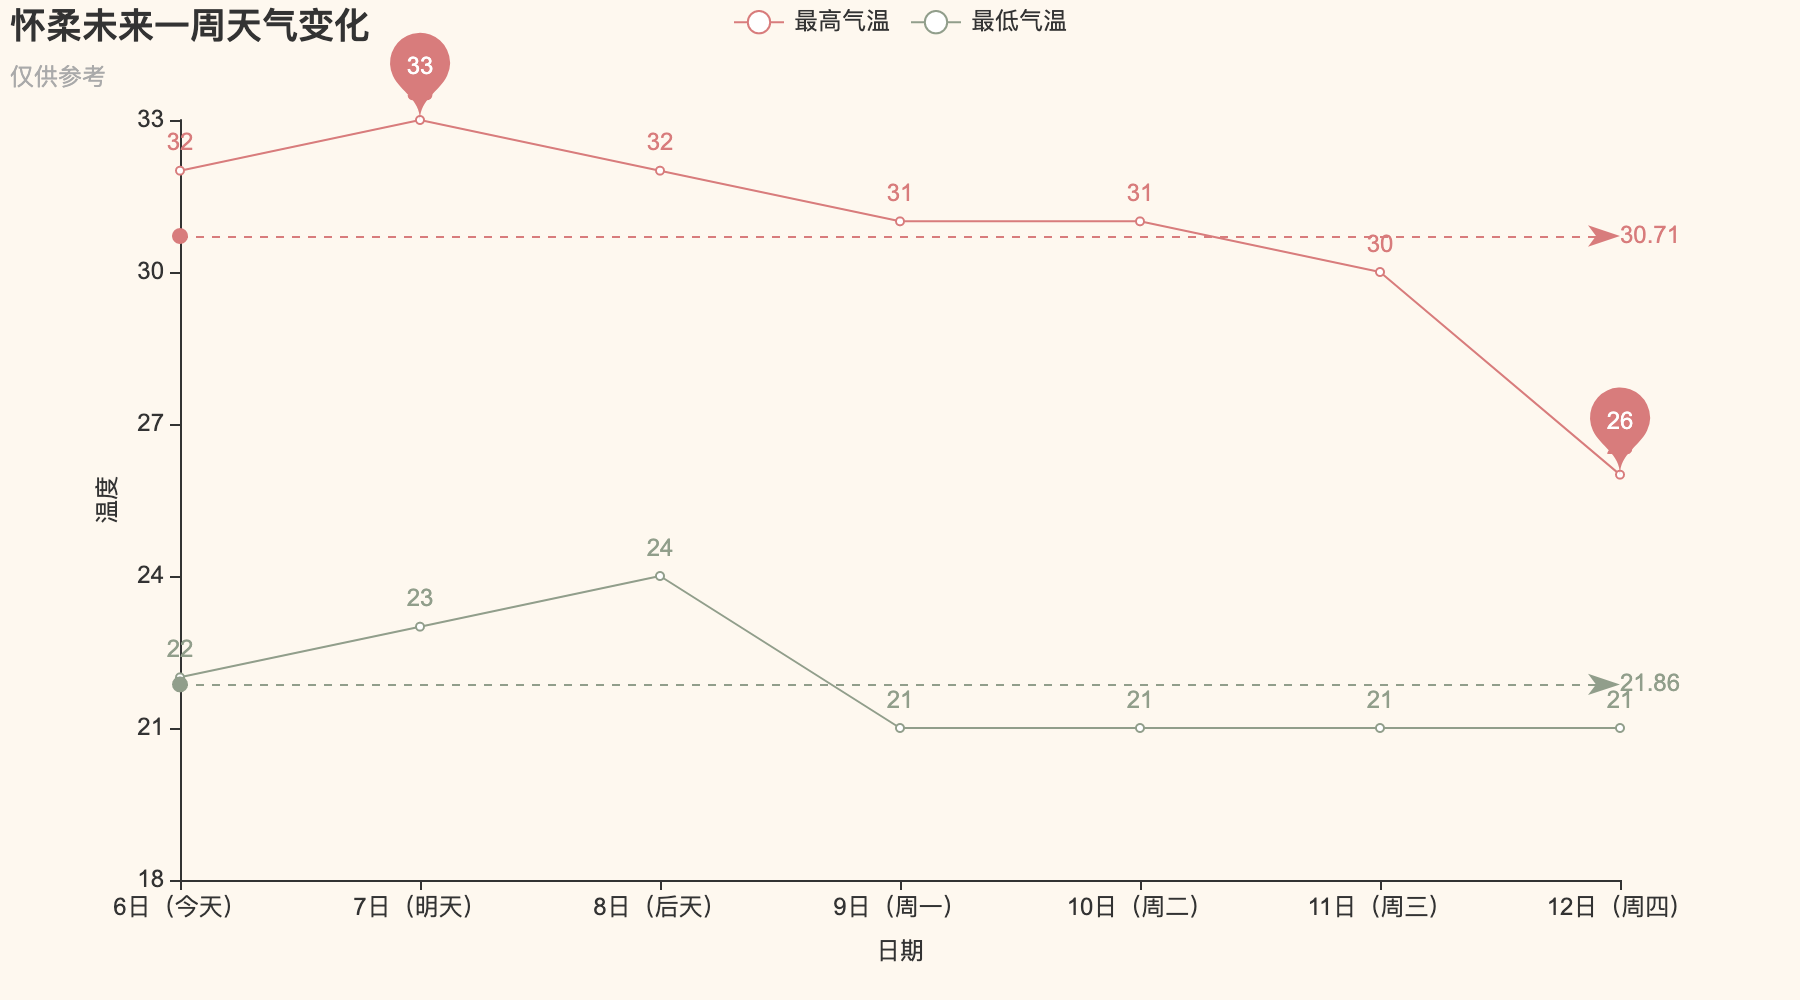 怀柔未来一周天气变化
仅供参考
最高气温
最低气温
33
32
33
32
31
31
30
26
30.71
30
27
24
21
18
温度
22
23
24
21
21
21
21
21.86
6日（今天）
7日（明天）
8日（后天）
9日（周一）
10日（周二）
11日（周三）
12日（周四）
日期